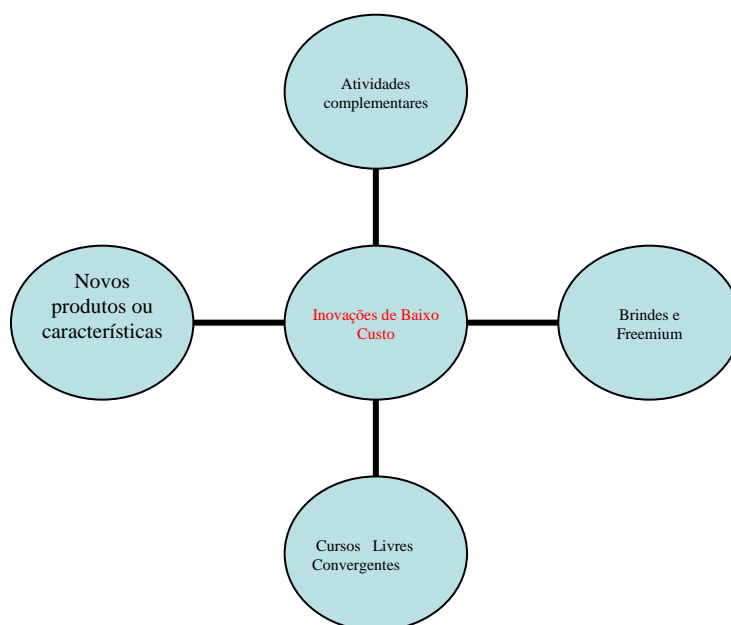 Atividades
complementares
Novos
produtos ou
características
Inovações de Baixo
Custo
Brindes e
Freemium
Cursos Livres
Convergentes